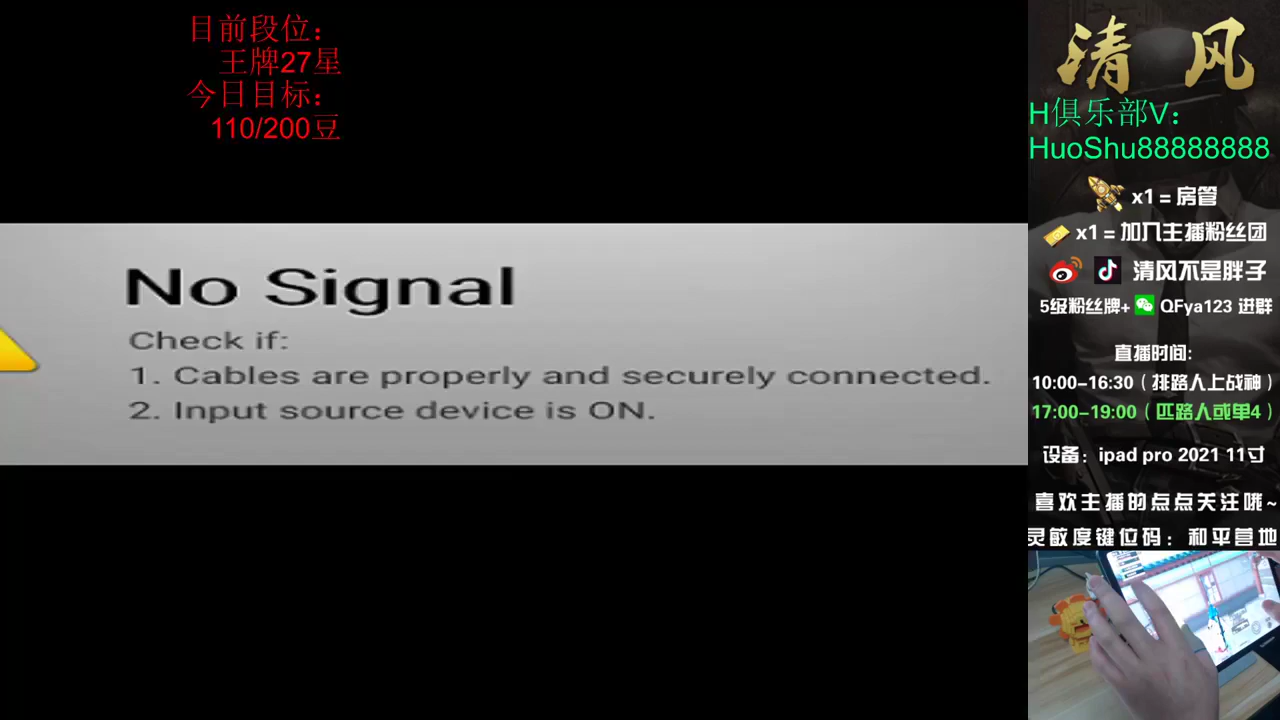 目前段位：
王牌27星
今日目标：
110/200豆
No Signal
Check if:
1. Cables are properly and securely connected.
2. Input source device is ON.
清 风
H俱乐部V：
HuoShu88888888
x1 = 房管
x1 = 加入主播粉丝团
清风不是胖子
5级粉丝牌+ QFya123 进群
直播时间:
10:00-16:30（排路人上战神）
17:00-19:00（匹路人或单4）
设备：ipad pro 2021 11寸
喜欢主播的点点关注哦~
灵敏度键位码：和平营地